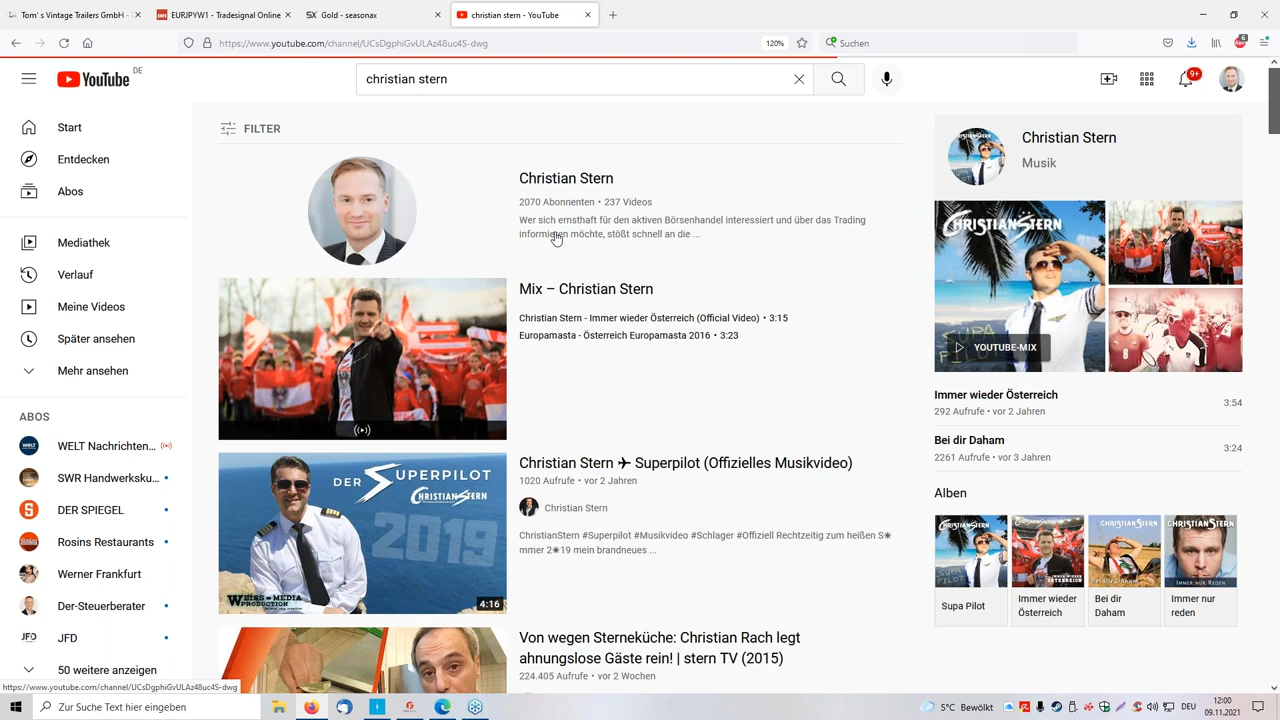 Tom´s Vintage Trailers GmbH -
EURJPYW1 - Tradesignal Online
Gold - seasonax
christian stern - YouTube
https://www.youtube.com/channel/UCsDgphiGvULAz48uc4S-dwg
120%
Suchen
YouTube DE
christian stern
9+
Start
Entdecken
Abos
Mediathek
Verlauf
Meine Videos
Später ansehen
Mehr ansehen
ABOS
WELT Nachrichten...
SWR Handwerksku...
DER SPIEGEL
Rosins Restaurants
Werner Frankfurt
Der-Steuerberater
JFD
50 weitere anzeigen
FILTER
Christian Stern
2070 Abonnenten • 237 Videos
Wer sich ernsthaft für den aktiven Börsenhandel interessiert und über das Trading
informieren möchte, stößt schnell an die ...
Mix – Christian Stern
Christian Stern - Immer wieder Österreich (Official Video) • 3:15
Europamasta - Österreich Europamasta 2016 • 3:23
DER SUPERPILOT
CHRISTIAN STERN
2019
WEISS-MEDIA
PRODUCTION
4:16
Christian Stern ✈ Superpilot (Offizielles Musikvideo)
1020 Aufrufe • vor 2 Jahren
Christian Stern
ChristianStern #Superpilot #Musikvideo #Schlager #Offiziell Rechtzeitig zum heißen S☀
mmer 2☀19 mein brandneues ...
Von wegen Sterneküche: Christian Rach legt
ahnungslose Gäste rein! | stern TV (2015)
224.405 Aufrufe • vor 2 Wochen
Christian Stern
Musik
CHRISTIAN STERN
SUPA PILOT
YOUTUBE-MIX
Immer wieder Österreich
3:54
292 Aufrufe • vor 2 Jahren
Bei dir Daham
3:24
2261 Aufrufe • vor 3 Jahren
Alben
Supa Pilot
Immer wieder
Österreich
Bei dir
Daham
Immer nur
reden
https://www.youtube.com/channel/UCsDgphiGvULAz48uc4S-dwg
Zur Suche Text hier eingeben
5°C Bewölkt
DEU
12:00
09.11.2021